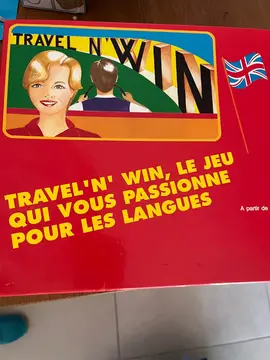 TRAVEL N' WIN
TRAVEL'N' WIN, LE JEU
QUI VOUS PASSIONNE
POUR LES LANGUES
A partir de